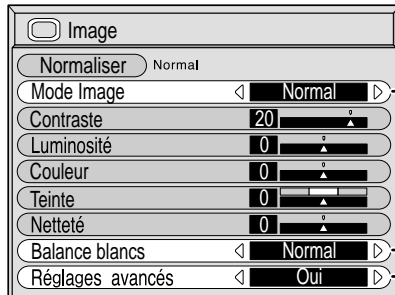 Image
Normaliser Normal
Mode Image Normal
Contraste 20
Luminosité 0
Couleur 0
Teinte 0
Netteté 0
Balance blancs Normal
Réglages avancés Oui